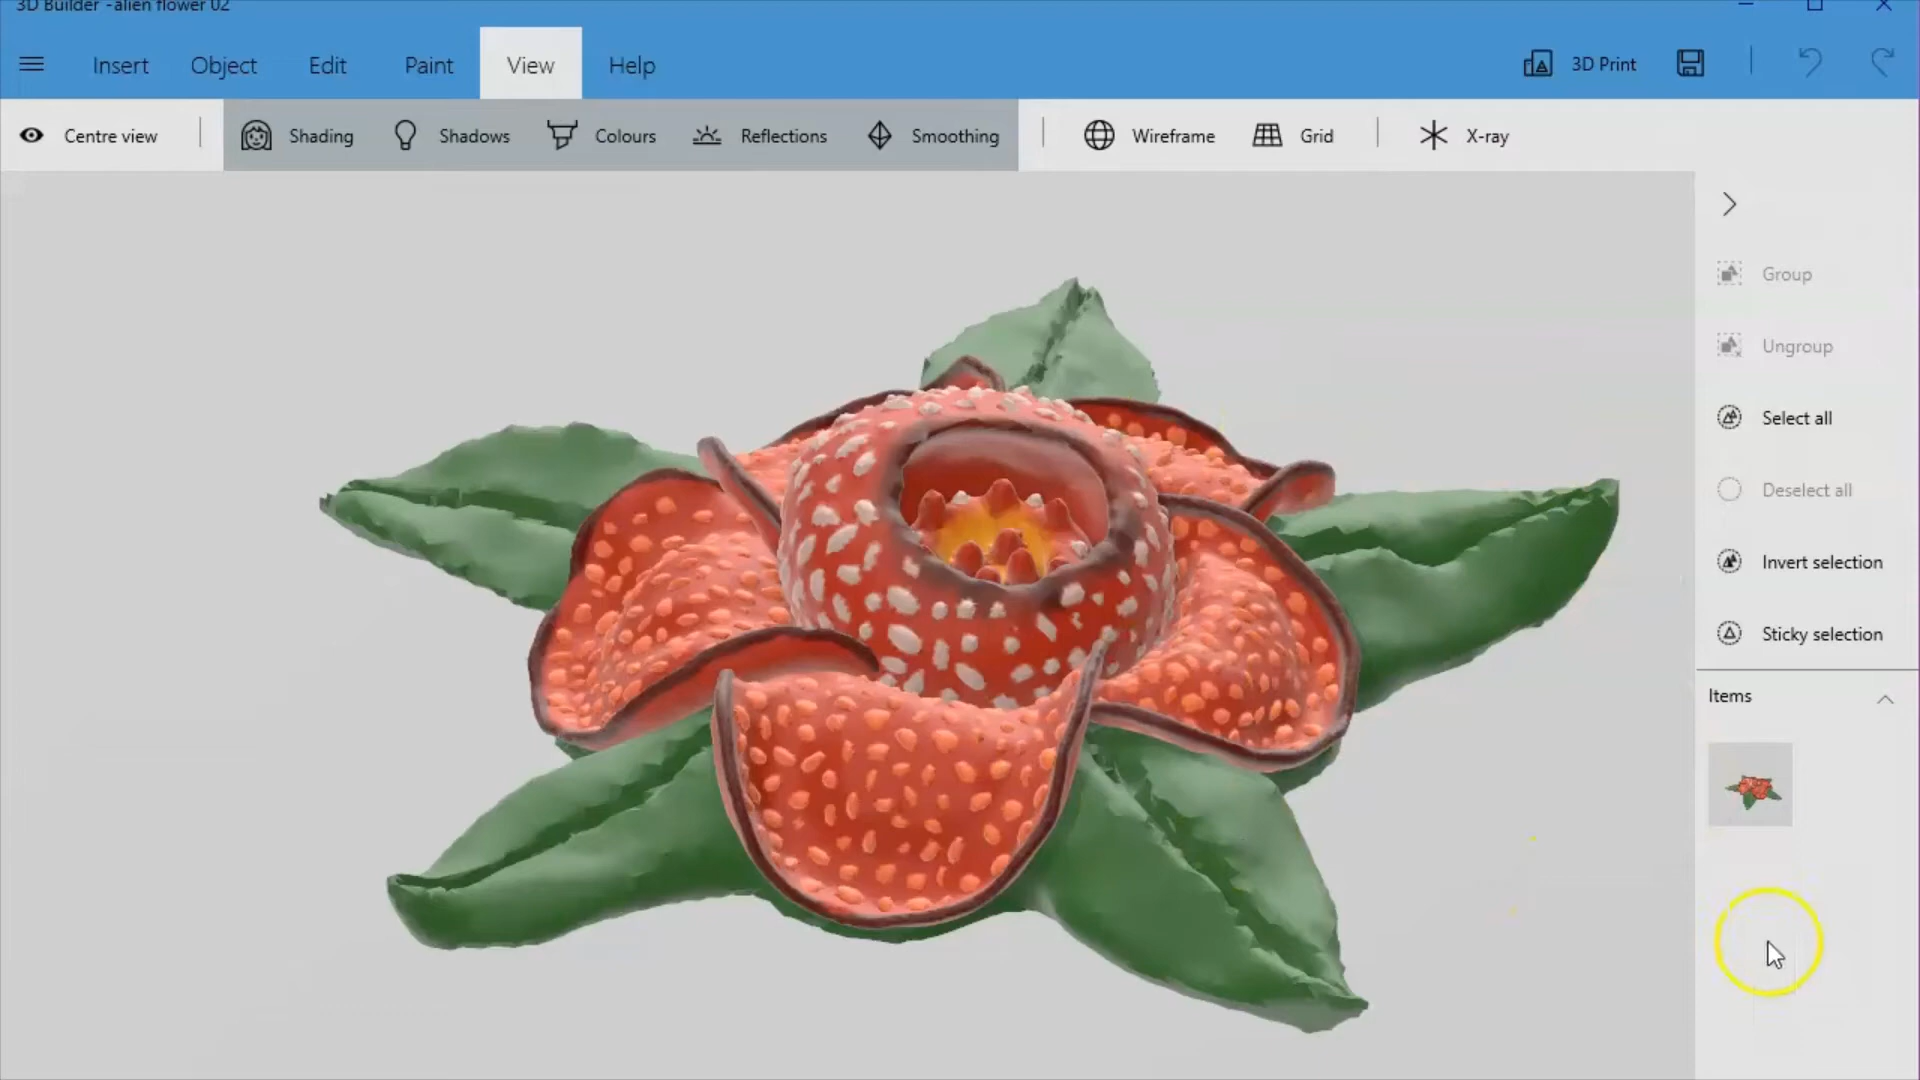 3D Builder -alien flower 02
Insert Object Edit Paint View Help 3D Print
Centre view Shading Shadows Colours Reflections Smoothing Wireframe Grid X-ray
Group
Ungroup
Select all
Deselect all
Invert selection
Sticky selection
Items